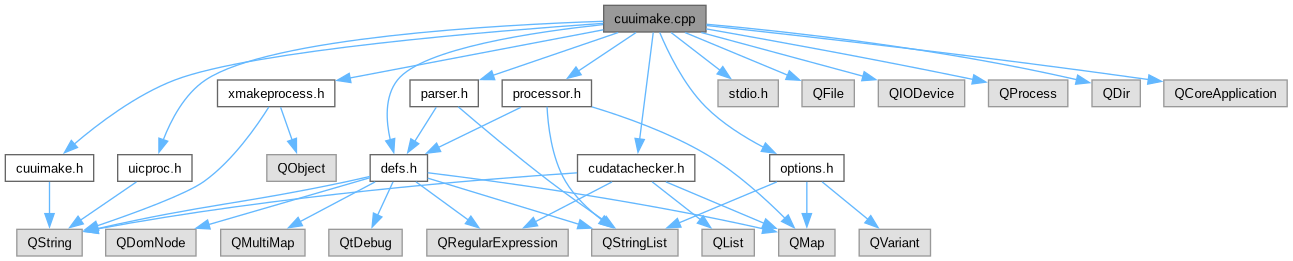 cuuimake.cpp
xmakeprocess.h
parser.h
processor.h
stdio.h
QFile
QIODevice
QProcess
QDir
QCoreApplication
cuuimake.h
uicproc.h
QObject
defs.h
cudatachecker.h
options.h
QString
QDomNode
QMultiMap
QtDebug
QRegularExpression
QStringList
QList
QMap
QVariant